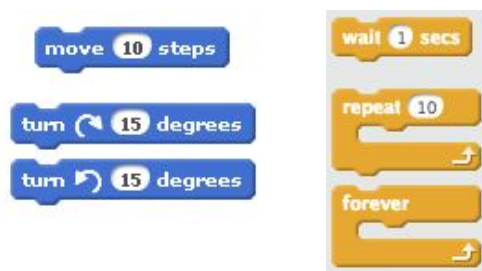 move 10 steps
turn 15 degrees
turn 15 degrees
wait 1 secs
repeat 10
forever